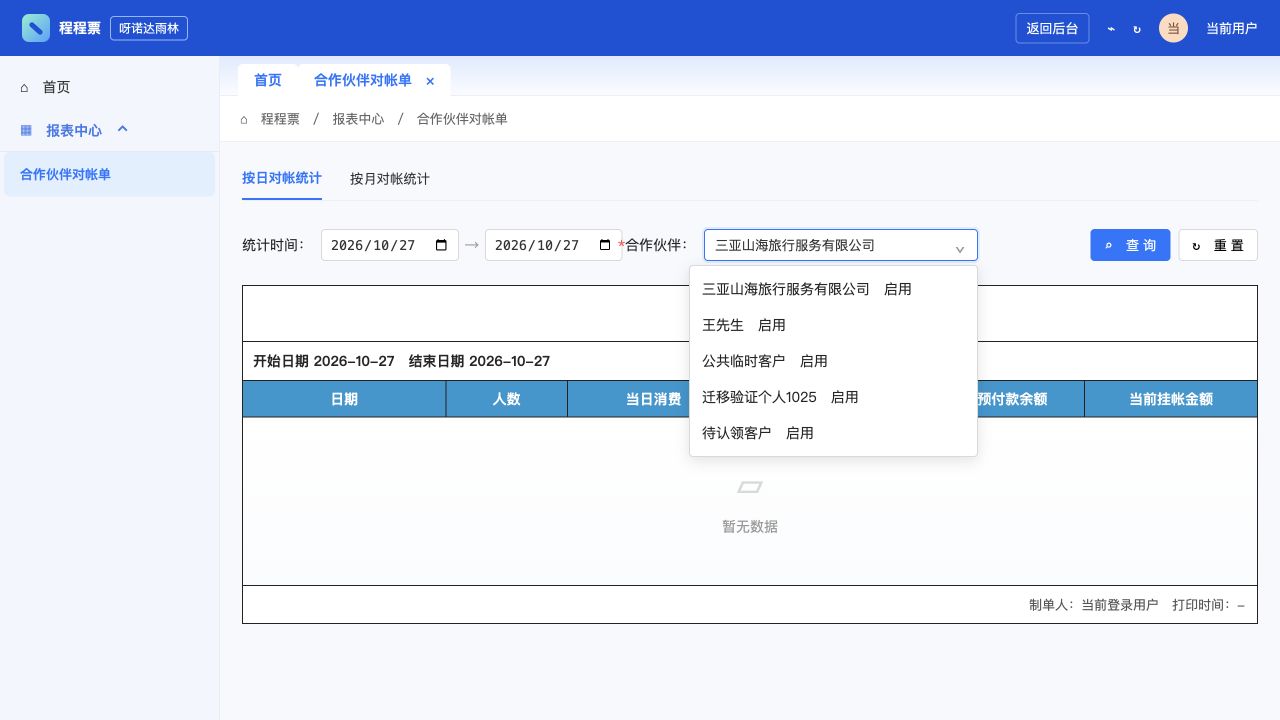 程程票 呀诺达雨林 返回后台 当 当前用户
首页
报表中心
合作伙伴对帐单
首页 合作伙伴对帐单 ×
程程票 / 报表中心 / 合作伙伴对帐单
按日对帐统计 按月对帐统计
统计时间： 2026/10/27 → 2026/10/27 *合作伙伴： 三亚山海旅行服务有限公司 查询 重置
三亚山海旅行服务有限公司 启用
王先生 启用
公共临时客户 启用
迁移验证个人1025 启用
待认领客户 启用
开始日期 2026-10-27 结束日期 2026-10-27
日期 人数 当日消费 预付款余额 当前挂帐金额
暂无数据
制单人：当前登录用户 打印时间：-